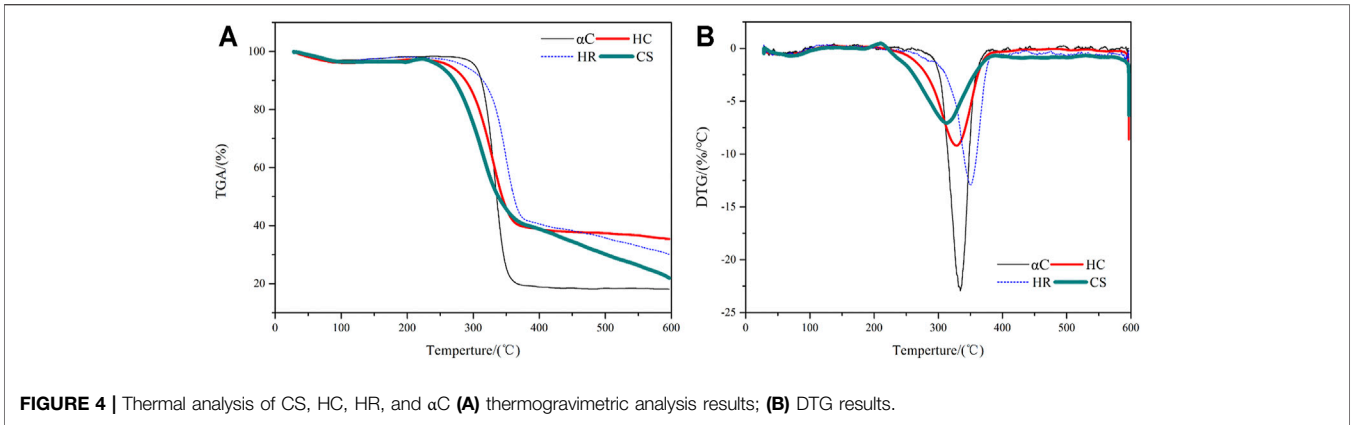 A
αC HC
HR CS
100
80
60
40
20
TGA/(%)
0 100 200 300 400 500 600
Temperture/(℃)
B
0
-5
-10
-15
-20
-25
DTG/(%/°C)
αC HC
HR CS
0 100 200 300 400 500 600
Temperture/(℃)
FIGURE 4 | Thermal analysis of CS, HC, HR, and αC (A) thermogravimetric analysis results; (B) DTG results.